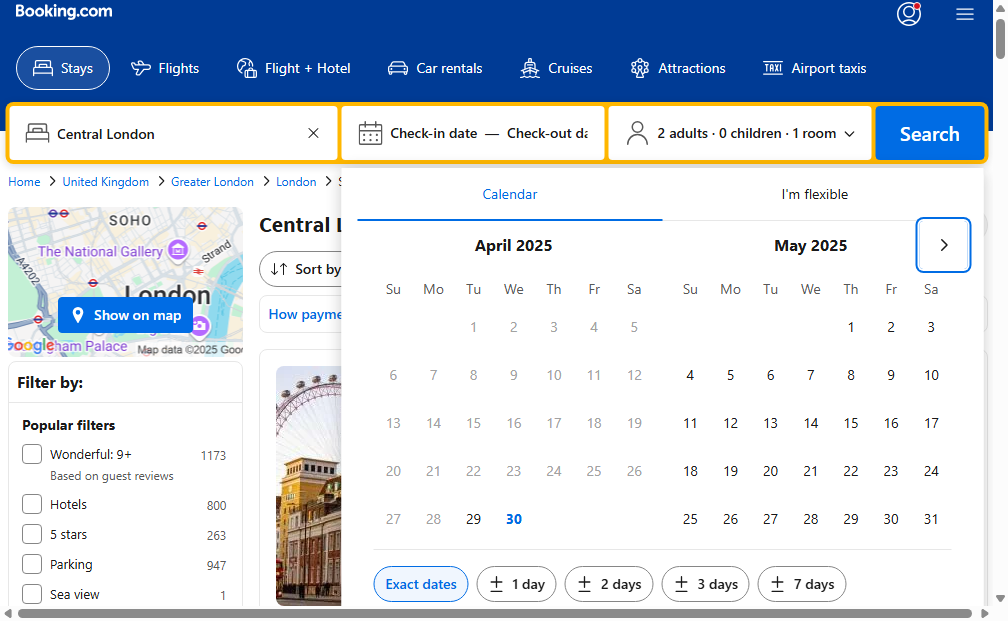 Booking.com
Stays
Flights
Flight + Hotel
Car rentals
Cruises
Attractions
TAXI
Airport taxis
Central London
Check-in date — Check-out da
2 adults · 0 children · 1 room
Search
Home > United Kingdom > Greater London > London >
Calendar
I'm flexible
SOHO
The National Gallery
Strand
A4202
London
Show on map
Google
gham Palace
Map data ©2025 Goo
Central L
Sort by
How payme
April 2025
Su Mo Tu We Th Fr Sa
1 2 3 4 5
6 7 8 9 10 11 12
13 14 15 16 17 18 19
20 21 22 23 24 25 26
27 28 29 30
May 2025
Su Mo Tu We Th Fr Sa
1 2 3
4 5 6 7 8 9 10
11 12 13 14 15 16 17
18 19 20 21 22 23 24
25 26 27 28 29 30 31
Exact dates
± 1 day
± 2 days
± 3 days
± 7 days
Filter by:
Popular filters
Wonderful: 9+ 1173
Based on guest reviews
Hotels 800
5 stars 263
Parking 947
Sea view 1